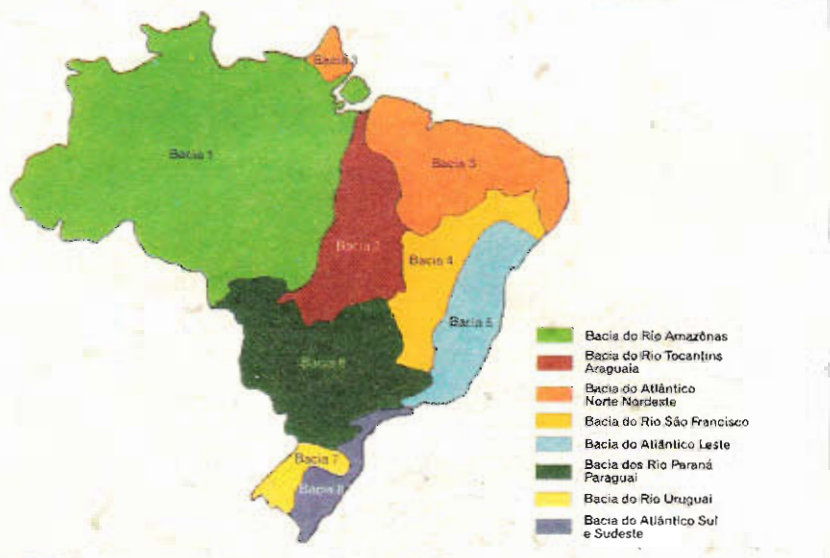 Bacia 3
Bacia 1
Bacia 3
Bacia 2
Bacia 4
Bacia 5
Bacia 6
Bacia 7
Bacia 8
Bacia do Rio Amazônas
Bacia do Rio Tocantins
Araguaia
Bacia do Atlântico
Norte Nordeste
Bacia do Rio São Francisco
Bacia do Atlântico Leste
Bacia dos Rio Paraná
Paraguai
Bacia do Rio Uruguai
Bacia do Atlântico Sul
e Sudeste